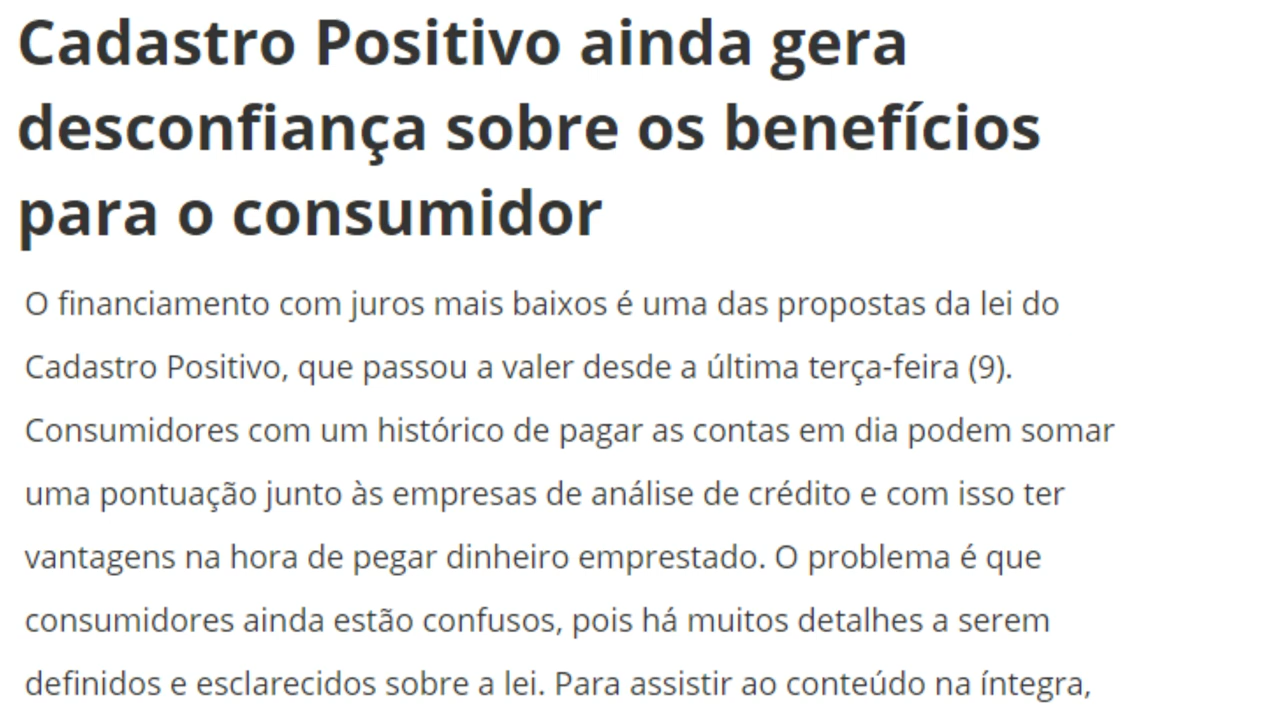 Cadastro Positivo ainda gera
desconfiança sobre os benefícios
para o consumidor
O financiamento com juros mais baixos é uma das propostas da lei do
Cadastro Positivo, que passou a valer desde a última terça-feira (9).
Consumidores com um histórico de pagar as contas em dia podem somar
uma pontuação junto às empresas de análise de crédito e com isso ter
vantagens na hora de pegar dinheiro emprestado. O problema é que
consumidores ainda estão confusos, pois há muitos detalhes a serem
definidos e esclarecidos sobre a lei. Para assistir ao conteúdo na íntegra,